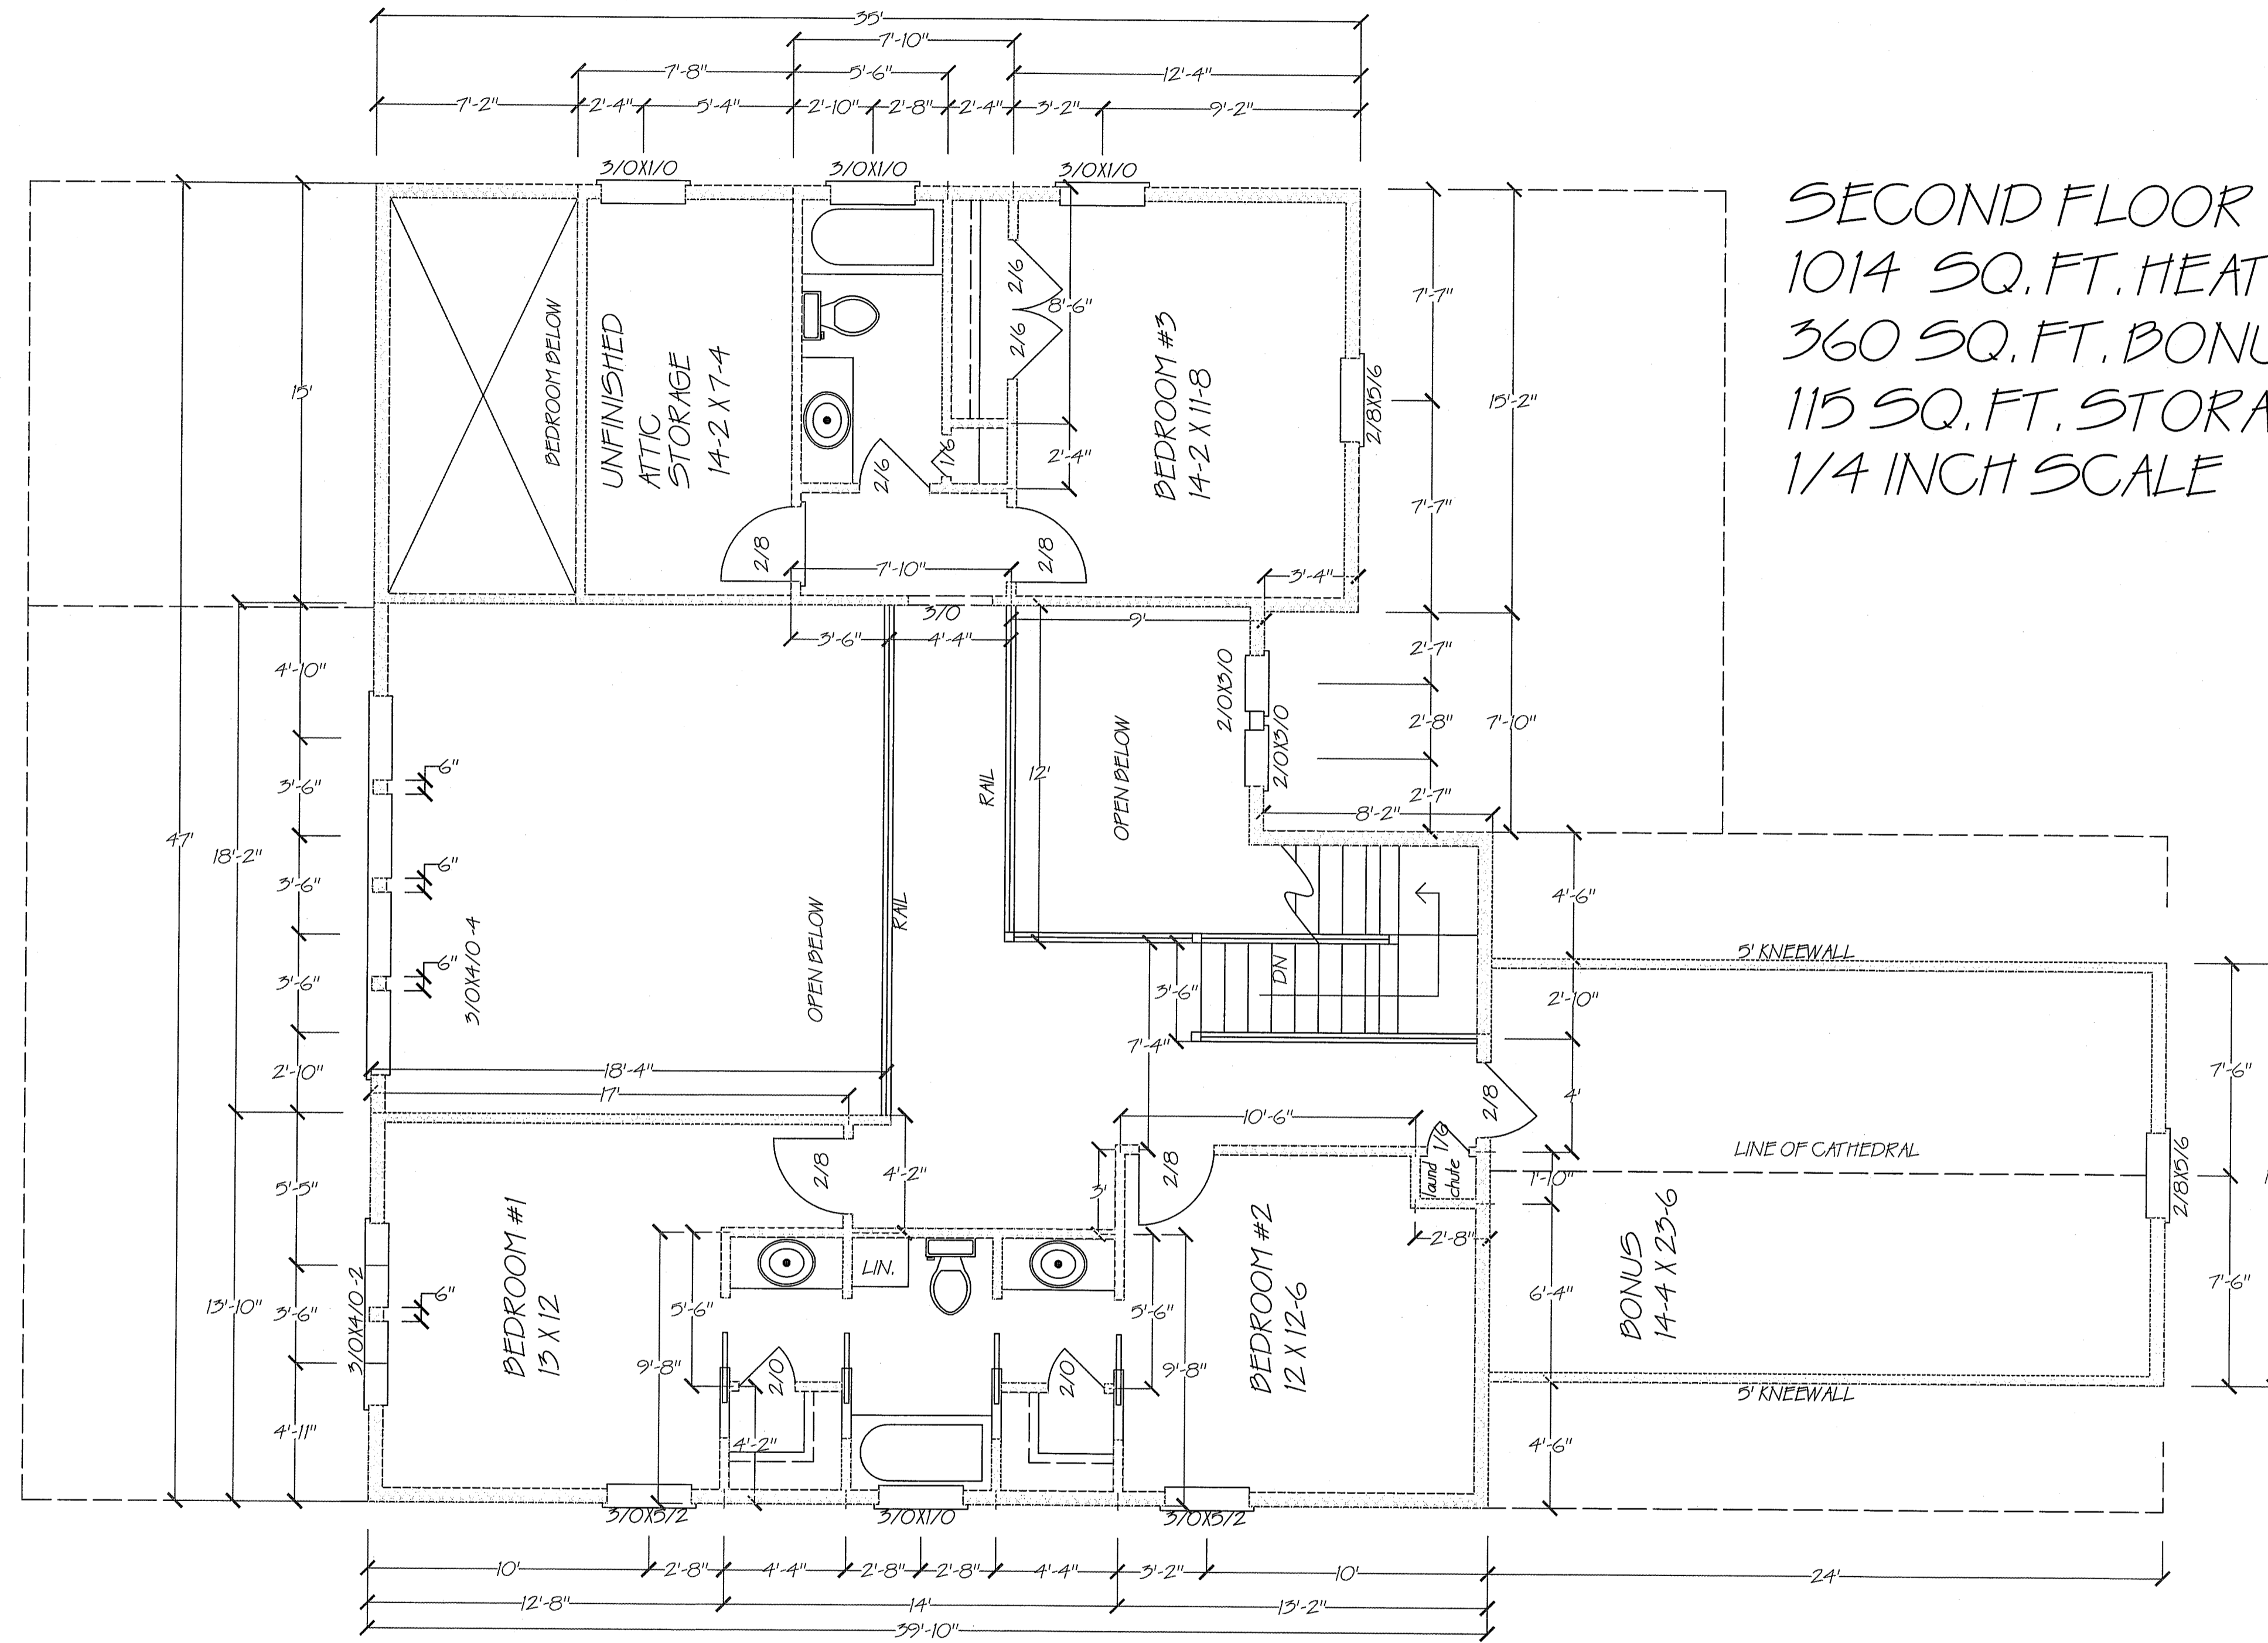 35'
7'-10"
7'-8"
5'-6"
12'-4"
7'-2"
2'-4"
5'-4"
2'-10"
2'-8"
2'-4"
3'-2"
9'-2"
3/0X1/0
3/0X1/0
3/0X1/0
SECOND FLOOR
1014 SQ. FT. HEAT
360 SQ. FT. BONU
115 SQ. FT. STORA
1/4 INCH SCALE
15'
BEDROOM BELOW
UNFINISHED
ATTIC
STORAGE
14-2 X 7-4
2/6
2/6
8'-6"
BEDROOM #3
14-2 X 11-8
7'-7"
2/8X5/6
15'-2"
2/6
1/6
2'-4"
7'-7"
2/8
2/8
7'-10"
3'-4"
3/0
3'-6"
4'-4"
9'
4'-10"
2'-7"
2/0X3/0
2/0X3/0
2'-8"
7'-10"
2'-7"
8'-2"
12'
RAIL
OPEN BELOW
47'
18'-2"
3'-6"
6"
3'-6"
6"
3'-6"
6"
3/0X4/0-4
OPEN BELOW
RAIL
4'-6"
5' KNEEWALL
DN
3'-6"
2'-10"
7'-4"
2'-10"
18'-4"
17'
10'-6"
2/8
4'
7'-6"
1/6
laund
chute
1'-10"
LINE OF CATHEDRAL
2/8X5/6
5'-5"
2/8
4'-2"
3'
2/8
2'-8"
BEDROOM #1
13 X 12
LIN.
BEDROOM #2
12 X 12-6
BONUS
14-4 X 23-6
13'-10"
3'-6"
6"
3/0X4/0-2
5'-6"
5'-6"
6'-4"
7'-6"
9'-8"
2/0
2/0
9'-8"
5' KNEEWALL
4'-11"
4'-2"
4'-6"
3/0X5/2
3/0X1/0
3/0X5/2
10'
2'-8"
4'-4"
2'-8"
2'-8"
4'-4"
3'-2"
10'
24'
12'-8"
14'
13'-2"
39'-10"